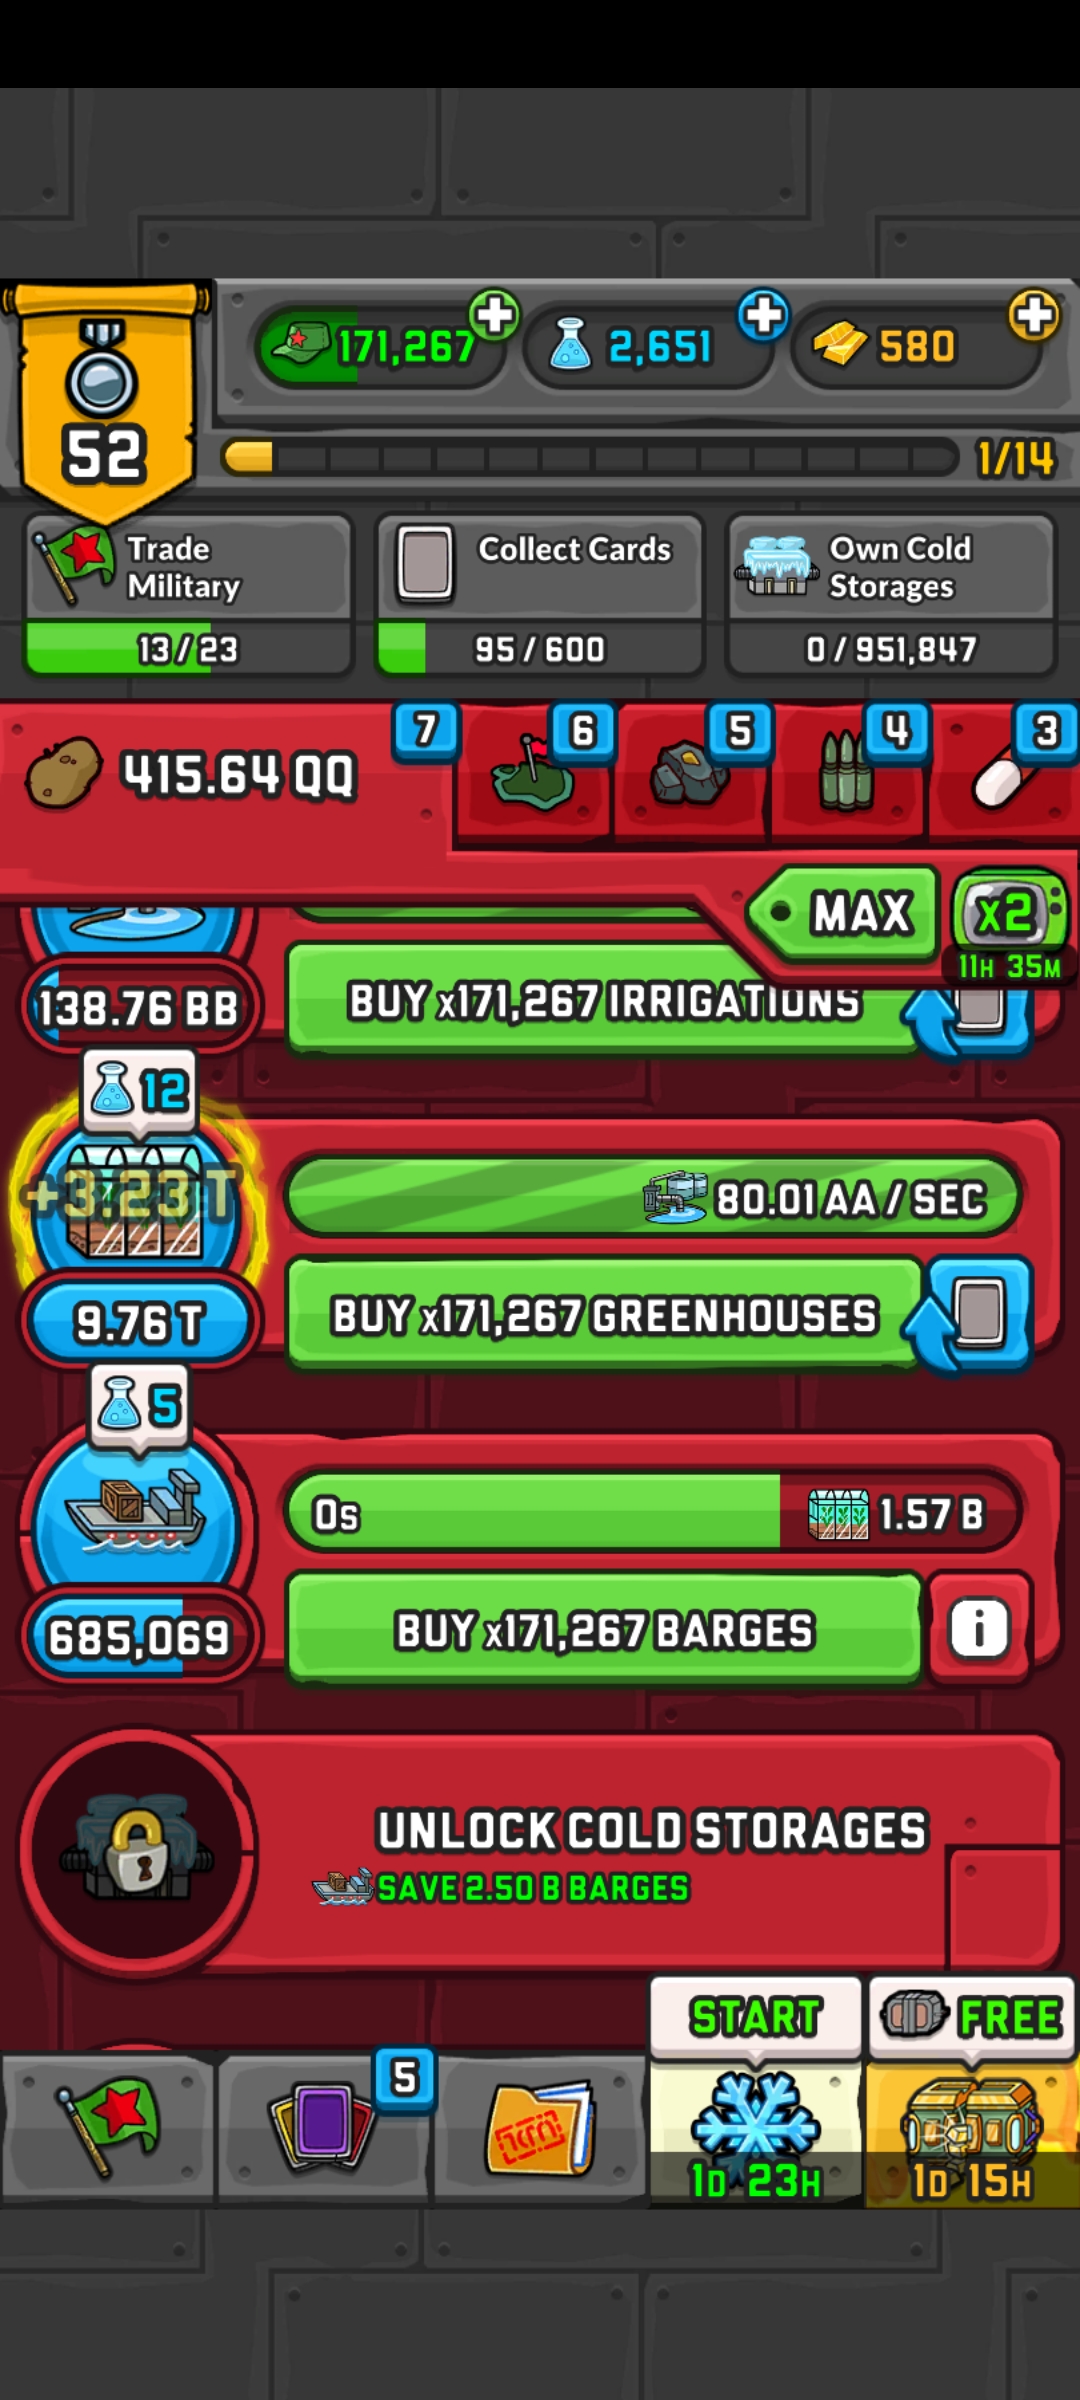 171,267
2,651
580
52
1/14
Trade
Military
Collect Cards
Own Cold
Storages
13/23
95/600
0/951,847
415.64 QQ
7
6
5
4
3
MAX
x2
11H 35M
138.76 BB
BUY x171,267 IRRIGATIONS
12
+3.23 T
80.01 AA / SEC
9.76 T
BUY x171,267 GREENHOUSES
5
0s
1.57 B
685,069
BUY x171,267 BARGES
i
UNLOCK COLD STORAGES
SAVE 2.50 B BARGES
START
FREE
5
1D 23H
1D 15H